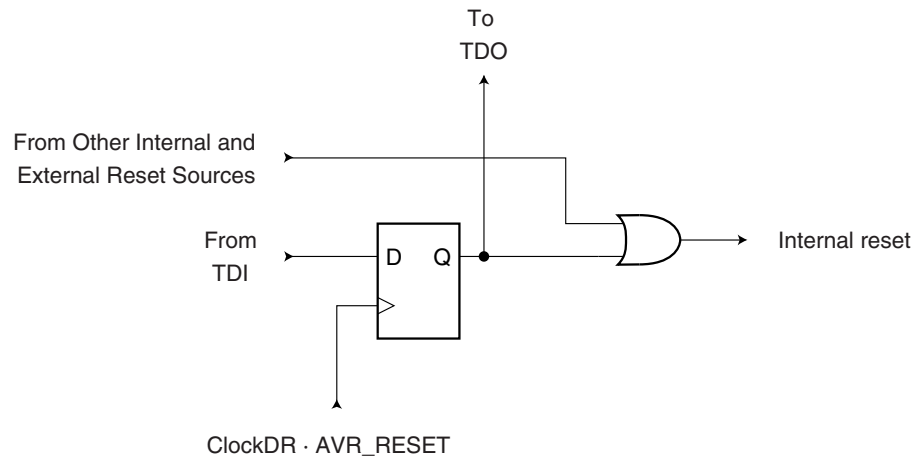 To
TDO
From Other Internal and
External Reset Sources
From
TDI
D Q
Internal reset
ClockDR · AVR_RESET